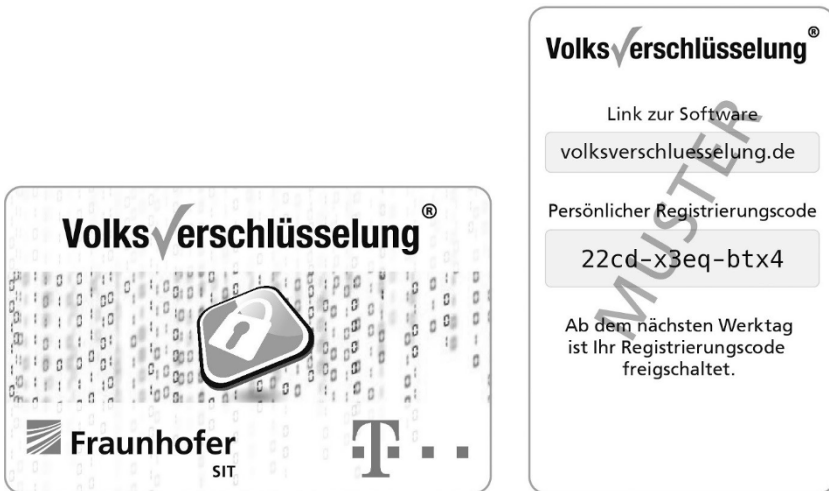 Volksverschlüsselung®
Fraunhofer
SIT
T
Volksverschlüsselung®
Link zur Software
volksverschluesselung.de
Persönlicher Registrierungscode
22cd-x3eq-btx4
MUSTER
Ab dem nächsten Werktag
ist Ihr Registrierungscode
freigschaltet.